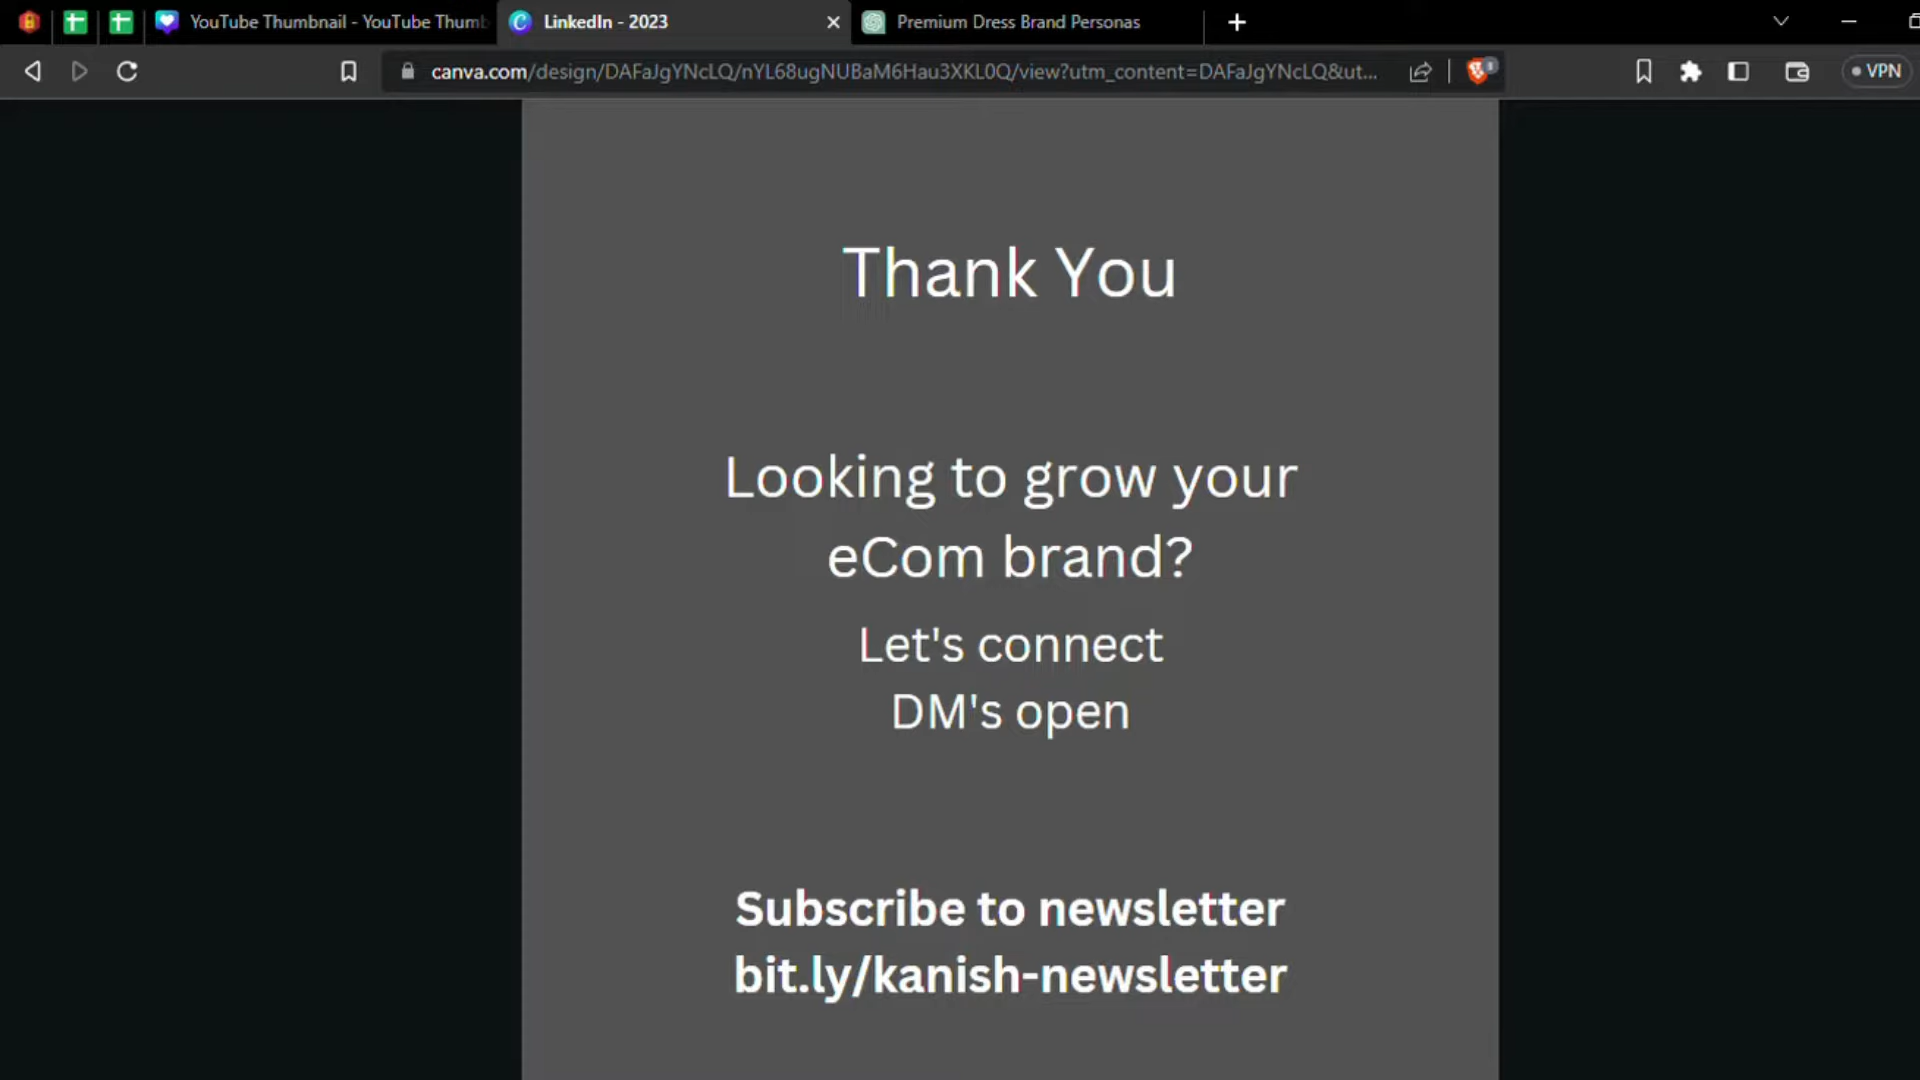 YouTube Thumbnail - YouTube Thumb
LinkedIn - 2023
Premium Dress Brand Personas
canva.com/design/DAFaJgYNcLQ/nYL68ugNUBaM6Hau3XKL0Q/view?utm_content=DAFaJgYNcLQ&ut...
VPN
Thank You
Looking to grow your
eCom brand?
Let's connect
DM's open
Subscribe to newsletter
bit.ly/kanish-newsletter